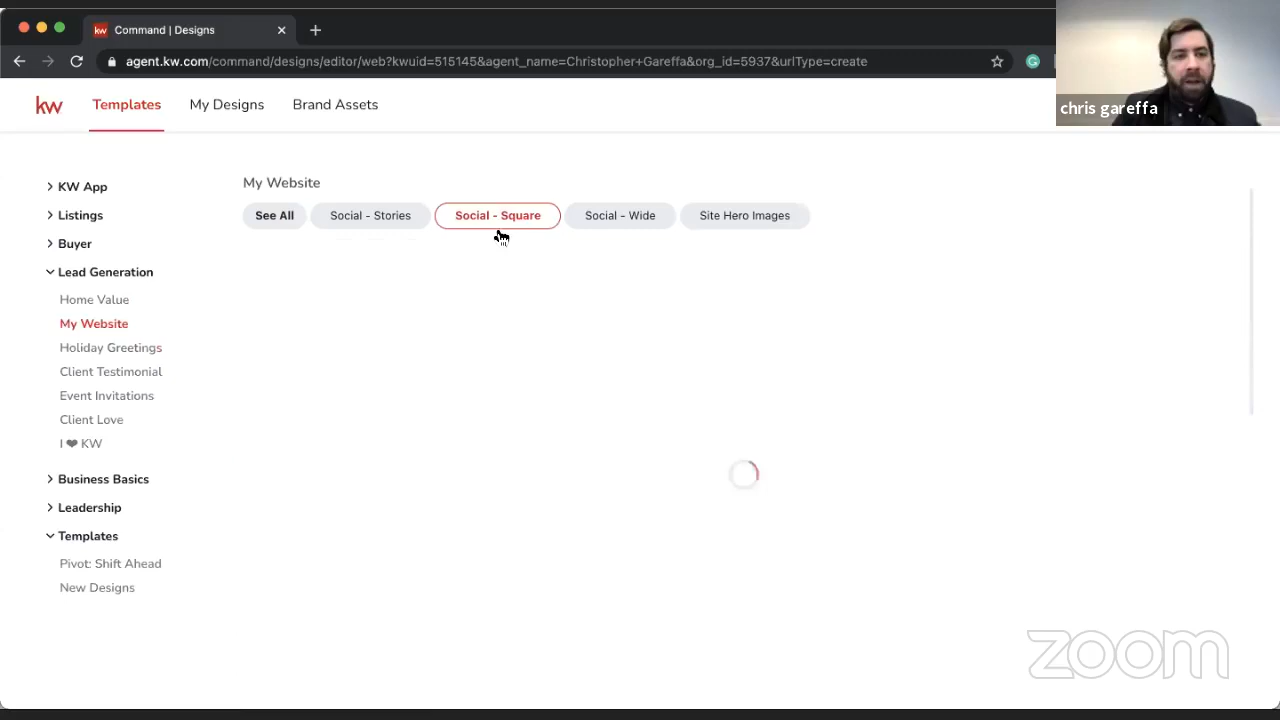 kw Command | Designs
agent.kw.com/command/designs/editor/web?kwuid=515145&agent_name=Christopher+Gareffa&org_id=5937&urlType=create
chris gareffa
kw Templates My Designs Brand Assets
KW App
Listings
Buyer
Lead Generation
Home Value
My Website
Holiday Greetings
Client Testimonial
Event Invitations
Client Love
I ❤ KW
Business Basics
Leadership
Templates
Pivot: Shift Ahead
New Designs
My Website
See All Social - Stories Social - Square Social - Wide Site Hero Images
zoom